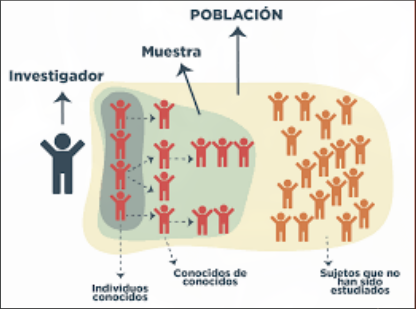 POBLACIÓN
Muestra
Investigador
Individuos
conocidos
Conocidos de
conocidos
Sujetos que no
han sido
estudiados